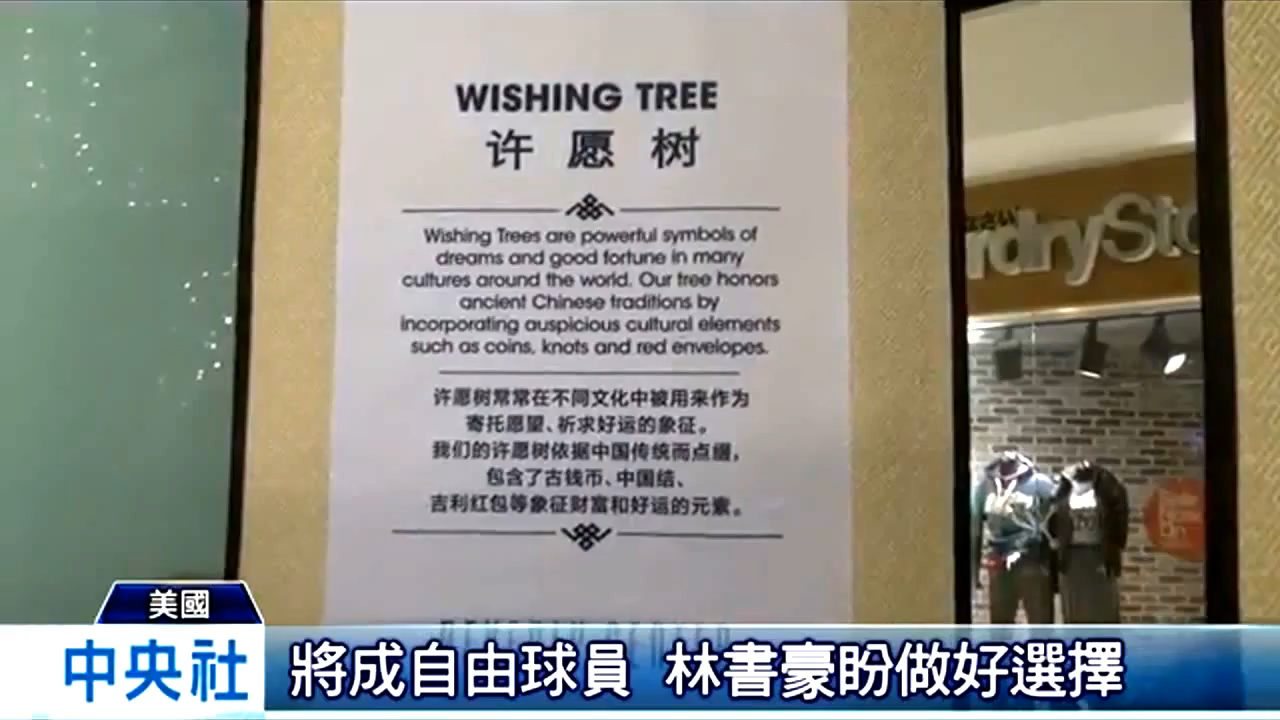 WISHING TREE
许愿树
Wishing Trees are powerful symbols of
dreams and good fortune in many
cultures around the world. Our tree honors
ancient Chinese traditions by
incorporating auspicious cultural elements
such as coins, knots and red envelopes.
许愿树常常在不同文化中被用来作为
寄托愿望、祈求好运的象征。
我们的许愿树依据中国传统而点缀，
包含了古钱币、中国结、
吉利红包等象征财富和好运的元素。
rdrySto
美國
中央社
將成自由球員 林書豪盼做好選擇